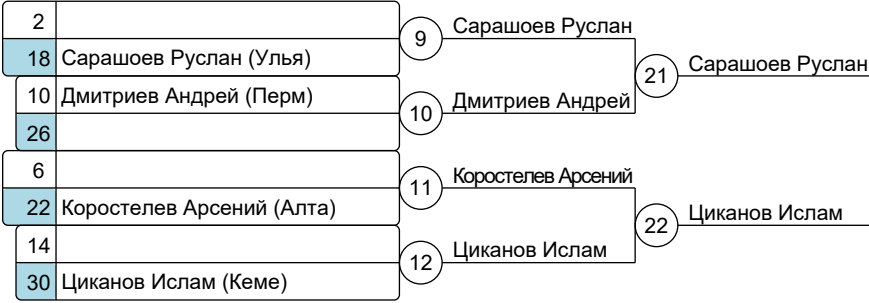 2
9
Сарашоев Руслан
18 Сарашоев Руслан (Улья)
21
Сарашоев Руслан
10 Дмитриев Андрей (Перм)
10
Дмитриев Андрей
26
6
11
Коростелев Арсений
22 Коростелев Арсений (Алта)
22
Циканов Ислам
14
12
Циканов Ислам
30 Циканов Ислам (Кеме)